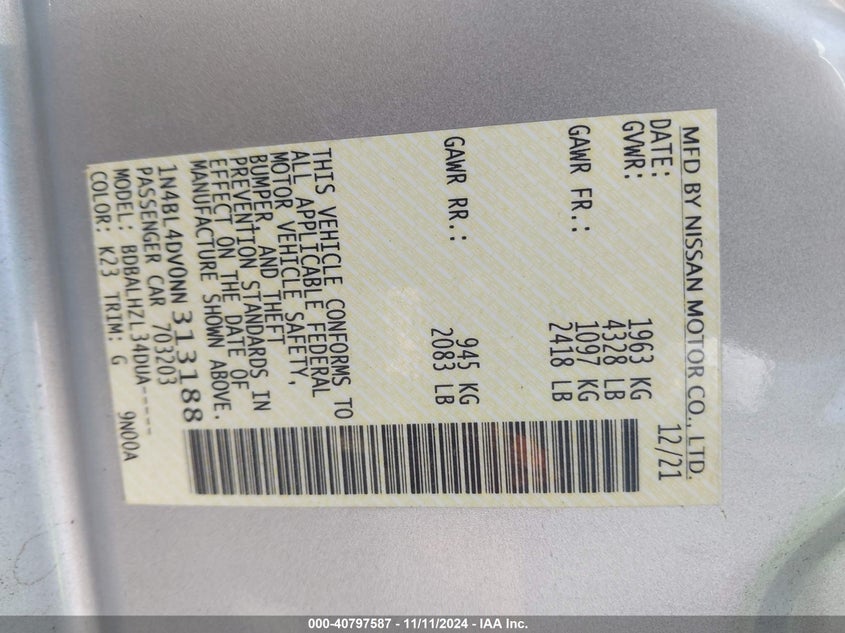 MFD BY NISSAN MOTOR CO., LTD.
DATE: 12/21
GVWR: 1963 KG
4328 LB
GAWR FR.: 1097 KG
2418 LB
GAWR RR.: 945 KG
2083 LB
THIS VEHICLE CONFORMS TO
ALL APPLICABLE FEDERAL
MOTOR VEHICLE SAFETY,
BUMPER, AND THEFT
PREVENTION STANDARDS IN
EFFECT ON THE DATE OF
MANUFACTURE SHOWN ABOVE.
1N4BL4DV0NN313188
PASSENGER CAR 703203
MODEL: BDBALHZL34DUA-----
COLOR: K23 TRIM: G 9N00A
000-40797587 - 11/11/2024 - IAA Inc.